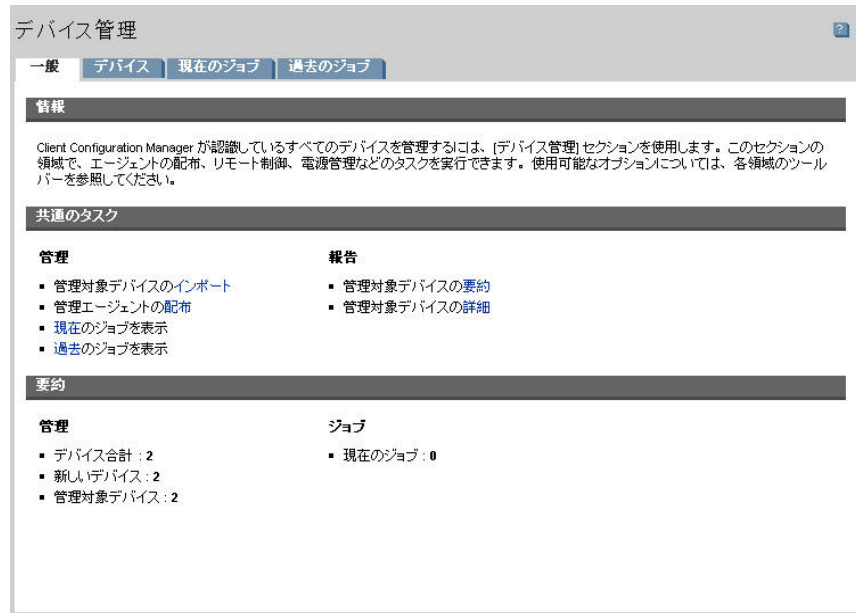 デバイス管理
?
一般 デバイス 現在のジョブ 過去のジョブ
情報
Client Configuration Manager が認識しているすべてのデバイスを管理するには、[デバイス管理] セクションを使用します。このセクションの
領域で、エージェントの配布、リモート制御、電源管理などのタスクを実行できます。使用可能なオプションについては、各領域のツール
バーを参照してください。
共通のタスク
管理 報告
▪ 管理対象デバイスのインポート ▪ 管理対象デバイスの要約
▪ 管理エージェントの配布 ▪ 管理対象デバイスの詳細
▪ 現在のジョブを表示
▪ 過去のジョブを表示
要約
管理 ジョブ
▪ デバイス合計 : 2 ▪ 現在のジョブ : 0
▪ 新しいデバイス : 2
▪ 管理対象デバイス : 2